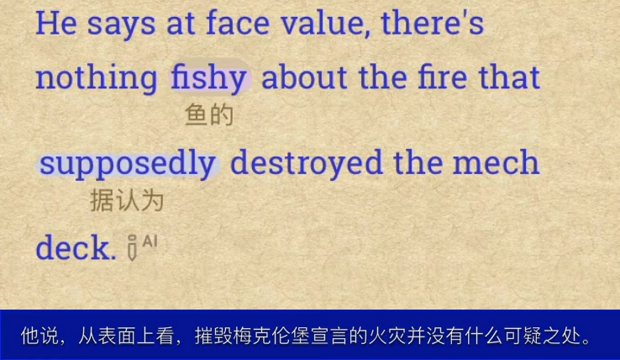 He says at face value, there's
nothing fishy about the fire that
鱼的
supposedly destroyed the mech
据认为
deck. AI
他说，从表面上看，摧毁梅克伦堡宣言的火灾并没有什么可疑之处。